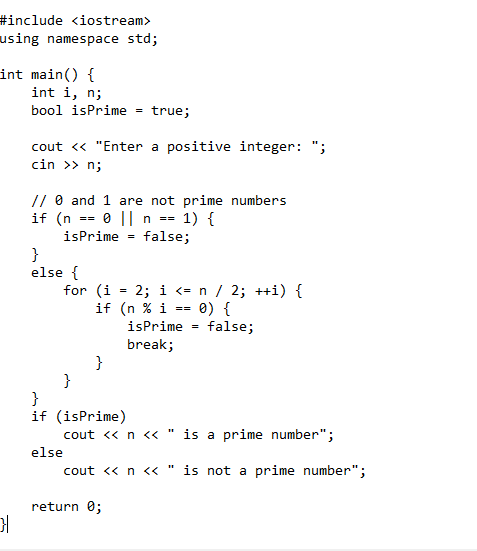 #include <iostream>
using namespace std;

int main() {
    int i, n;
    bool isPrime = true;

    cout << "Enter a positive integer: ";
    cin >> n;

    // 0 and 1 are not prime numbers
    if (n == 0 || n == 1) {
        isPrime = false;
    }
    else {
        for (i = 2; i <= n / 2; ++i) {
            if (n % i == 0) {
                isPrime = false;
                break;
            }
        }
    }
    if (isPrime)
        cout << n << " is a prime number";
    else
        cout << n << " is not a prime number";

    return 0;
}